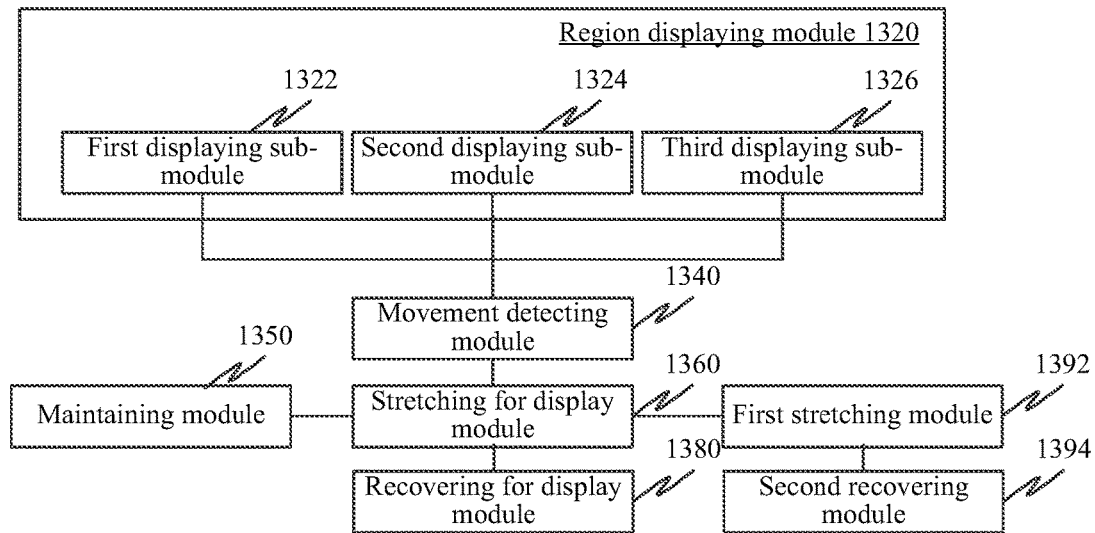 Region displaying module 1320
1322
1324
1326
First displaying sub-
module
Second displaying sub-
module
Third displaying sub-
module
1340
Movement detecting
module
1350
1360
1392
Maintaining module
Stretching for display
module
First stretching module
1380
1394
Recovering for display
module
Second recovering
module